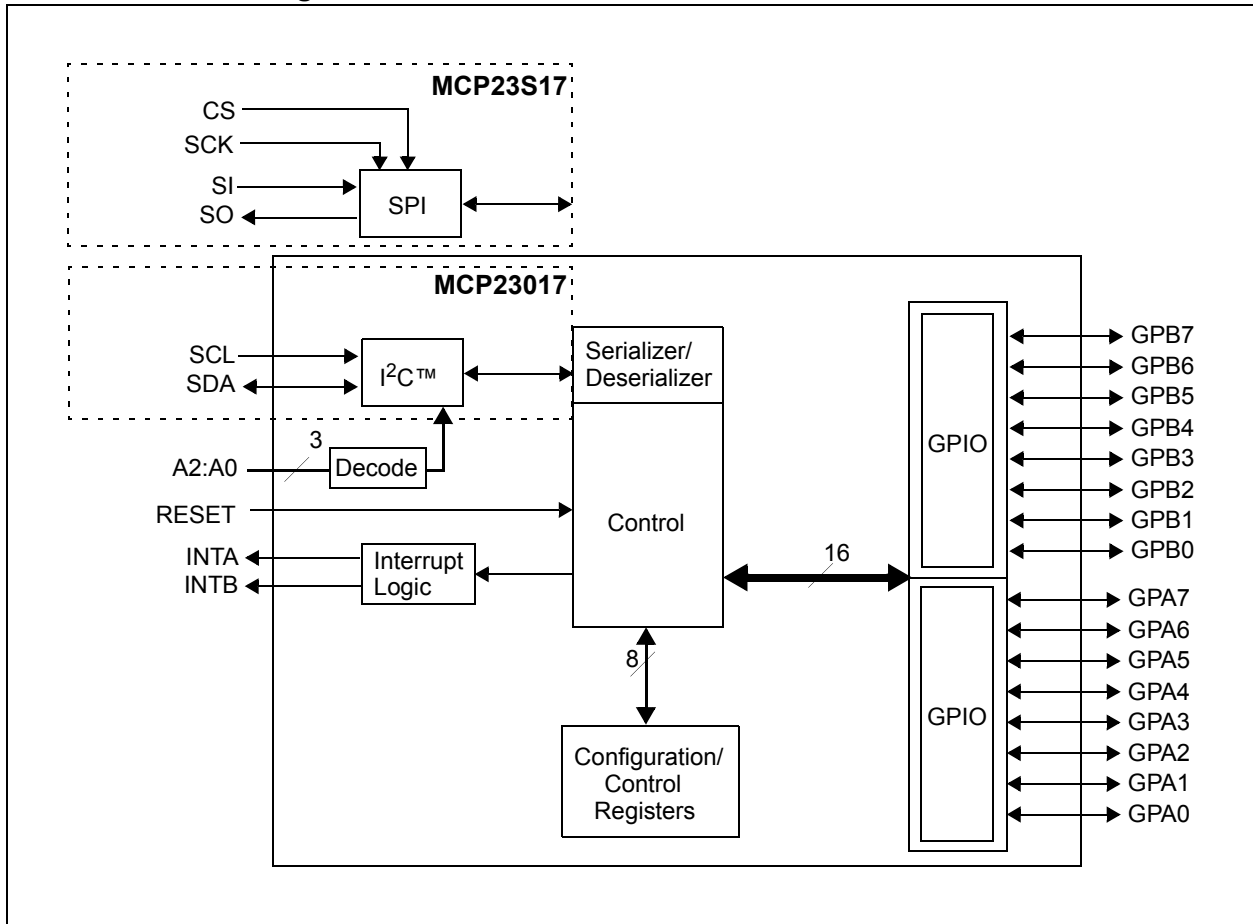 MCP23S17
CS
SCK
SI
SPI
SO
MCP23017
SCL
SDA
I²C™
Serializer/
Deserializer
3
A2:A0
Decode
RESET
Control
INTA
INTB
Interrupt
Logic
16
8
Configuration/
Control
Registers
GPIO
GPB7
GPB6
GPB5
GPB4
GPB3
GPB2
GPB1
GPB0
GPIO
GPA7
GPA6
GPA5
GPA4
GPA3
GPA2
GPA1
GPA0